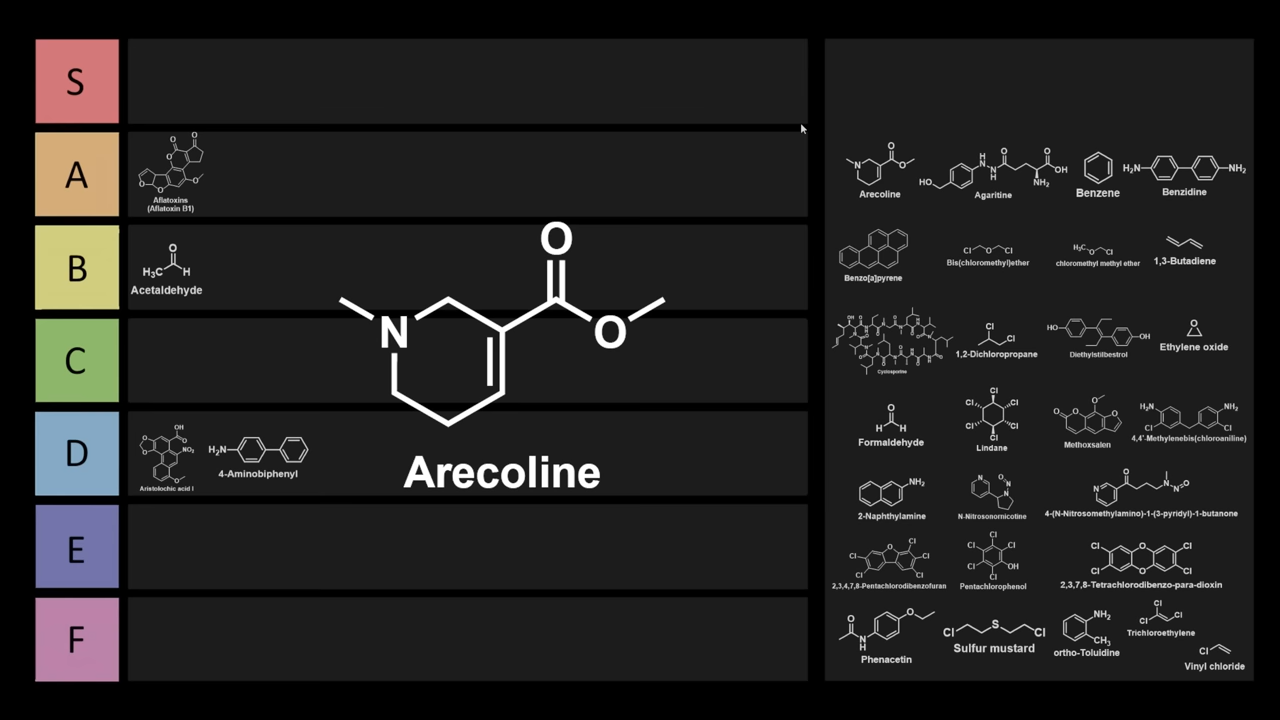 S
A
Aflatoxins
(Aflatoxin B1)
B
Acetaldehyde
C
D
Aristolochic acid I
4-Aminobiphenyl
E
F
Arecoline
Arecoline
Agaritine
Benzene
Benzidine
Benzo[a]pyrene
Bis(chloromethyl)ether
chloromethyl methyl ether
1,3-Butadiene
Cyclosporine
1,2-Dichloropropane
Diethylstilbestrol
Ethylene oxide
Formaldehyde
Lindane
Methoxsalen
4,4'-Methylenebis(chloroaniline)
2-Naphthylamine
N-Nitrosonornicotine
4-(N-Nitrosomethylamino)-1-(3-pyridyl)-1-butanone
2,3,4,7,8-Pentachlorodibenzofuran
Pentachlorophenol
2,3,7,8-Tetrachlorodibenzo-para-dioxin
Phenacetin
Sulfur mustard
ortho-Toluidine
Trichloroethylene
Vinyl chloride